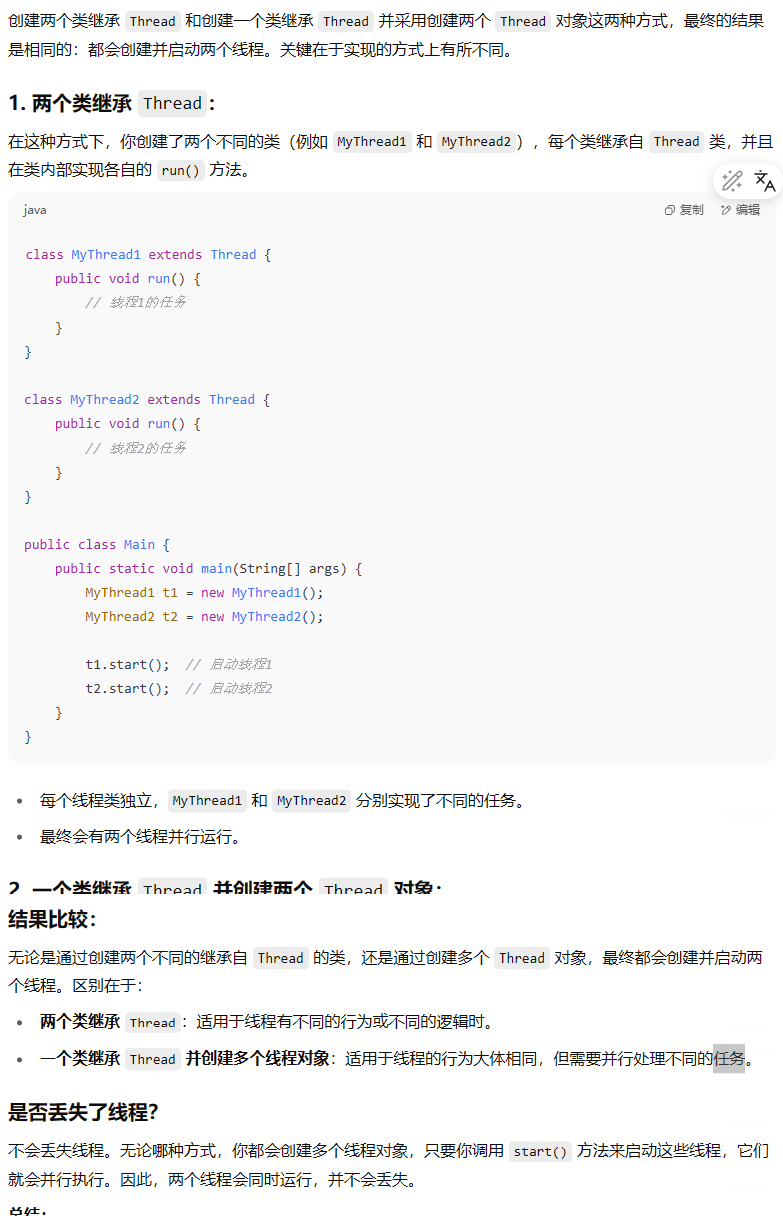 创建两个类继承 Thread 和创建一个类继承 Thread 并采用创建两个 Thread 对象这两种方式，最终的结果
是相同的：都会创建并启动两个线程。关键在于实现的方式上有所不同。
1. 两个类继承 Thread：
在这种方式下，你创建了两个不同的类（例如 MyThread1 和 MyThread2），每个类继承自 Thread 类，并且
在类内部实现各自的 run() 方法。
java 复制 编辑
class MyThread1 extends Thread {
    public void run() {
        // 线程1的任务
    }
}
class MyThread2 extends Thread {
    public void run() {
        // 线程2的任务
    }
}
public class Main {
    public static void main(String[] args) {
        MyThread1 t1 = new MyThread1();
        MyThread2 t2 = new MyThread2();
        t1.start();  // 启动线程1
        t2.start();  // 启动线程2
    }
}
• 每个线程类独立，MyThread1 和 MyThread2 分别实现了不同的任务。
• 最终会有两个线程并行运行。
2. 一个类继承 Thread 并创建两个 Thread 对象：
结果比较：
无论是通过创建两个不同的继承自 Thread 的类，还是通过创建多个 Thread 对象，最终都会创建并启动两
个线程。区别在于：
• 两个类继承 Thread：适用于线程有不同的行为或不同的逻辑时。
• 一个类继承 Thread 并创建多个线程对象：适用于线程的行为大体相同，但需要并行处理不同的任务。
是否丢失了线程？
不会丢失线程。无论哪种方式，你都会创建多个线程对象，只要你调用 start() 方法来启动这些线程，它们
就会并行执行。因此，两个线程会同时运行，并不会丢失。
总结：